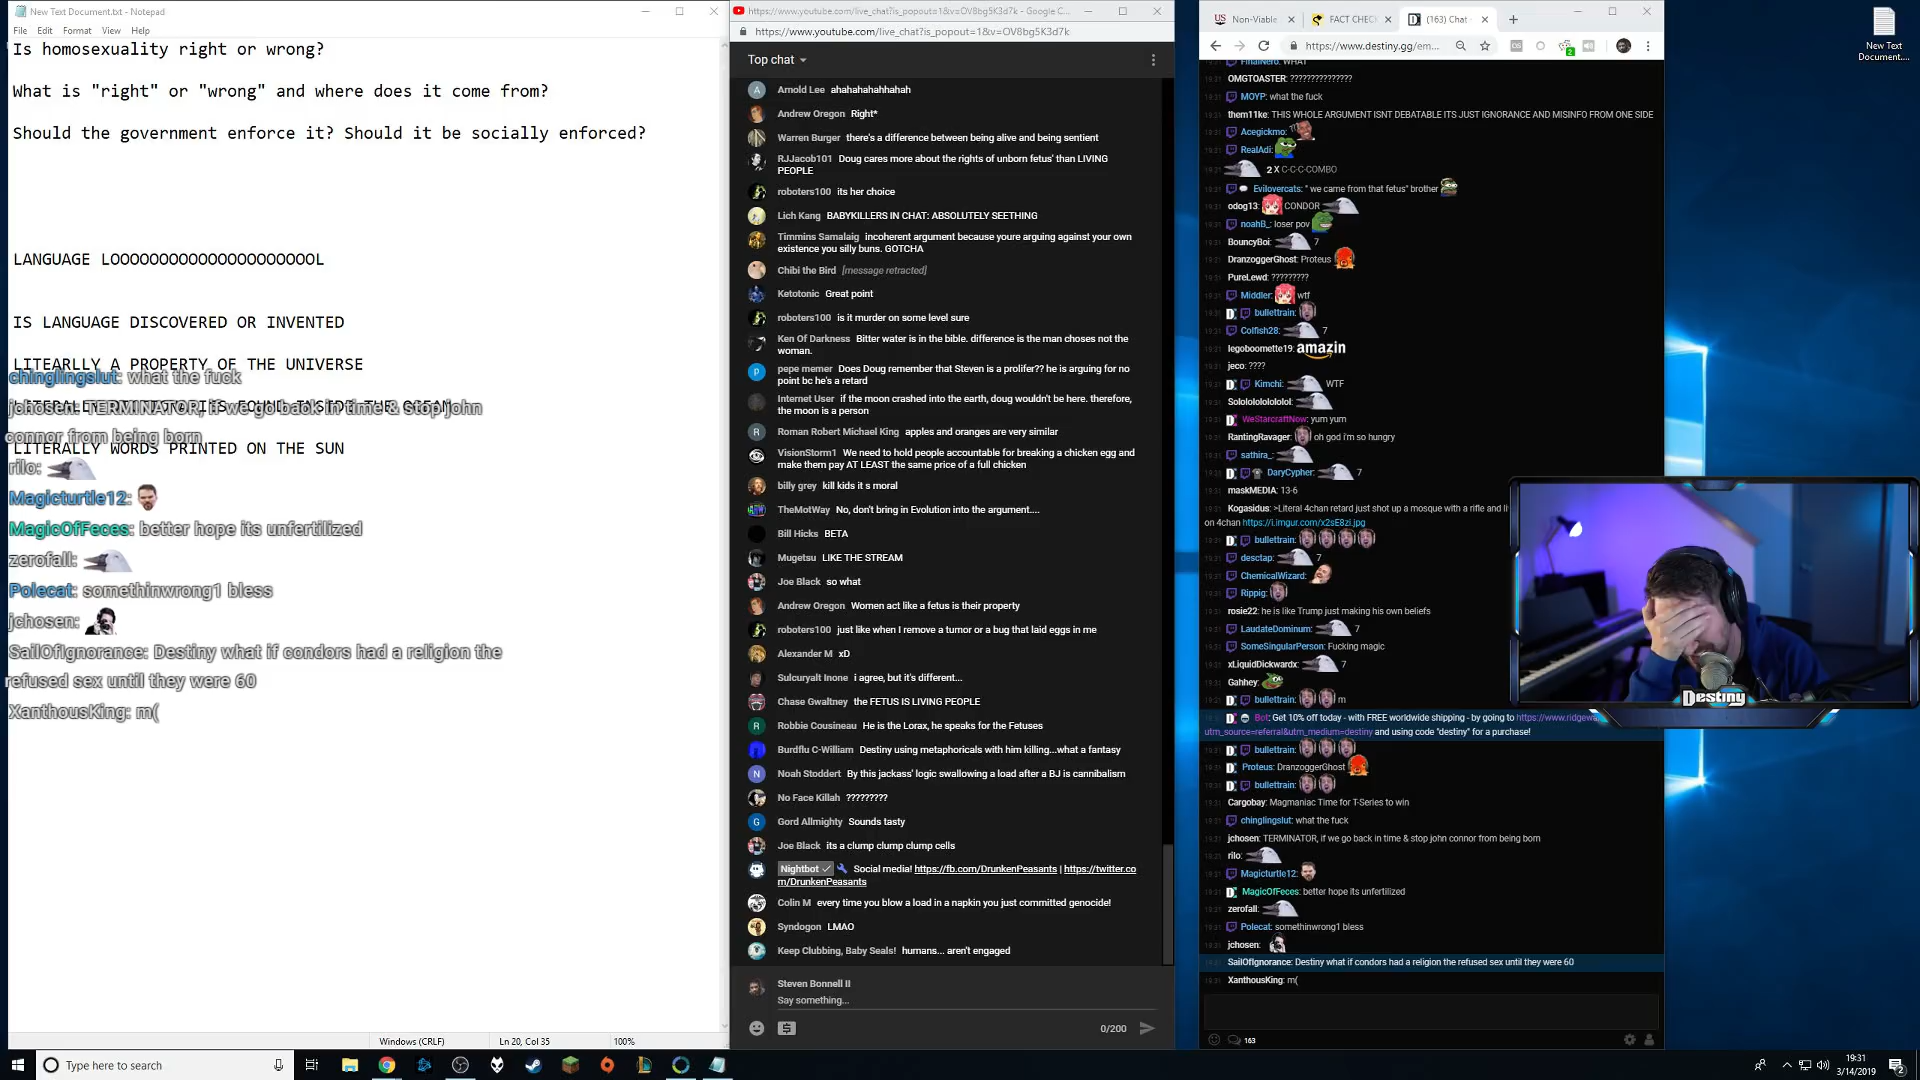 New Text Document.txt - Notepad
File Edit Format View Help
Is homosexuality right or wrong?
What is "right" or "wrong" and where does it come from?
Should the government enforce it? Should it be socially enforced?
IS LANGUAGE DISCOVERED OR INVENTED
LITEARLLY A PROPERTY OF THE UNIVERSE
chinglingslut: what the fuck
jchosen: TERMINATOR, if we go back in time & stop john
connor from being born
LITERALLY WORDS PRINTED ON THE SUN
rilo:
Magicturtle12:
MagicOfFeces: better hope its unfertilized
zerofall:
Polecat: somethinwrong1 bless
jchosen:
SailOfIgnorance: Destiny what if condors had a religion the
refused sex until they were 60
XanthousKing: m(
Windows (CRLF) Ln 20, Col 35 100%
https://www.youtube.com/live_chat?is_popout=1&v=OV8bg5K3d7k - Google C...
https://www.youtube.com/live_chat?is_popout=1&v=OV8bg5K3d7k
Top chat
Arnold Lee ahahahahahhahah
Andrew Oregon Right*
Warren Burger there's a difference between being alive and being sentient
RJJacob101 Doug cares more about the rights of unborn fetus' than LIVING
PEOPLE
roboters100 its her choice
Lich Kang BABYKILLERS IN CHAT: ABSOLUTELY SEETHING
Timmins Samalaig incoherent argument because youre arguing against your own
existence you silly buns. GOTCHA
Chibi the Bird [message retracted]
Ketotonic Great point
roboters100 is it murder on some level sure
Ken Of Darkness Bitter water is in the bible. difference is the man choses not the
woman.
pepe memer Does Doug remember that Steven is a prolifer?? he is arguing for no
point bc he's a retard
Internet User if the moon crashed into the earth, doug wouldn't be here. therefore,
the moon is a person
Roman Robert Michael King apples and oranges are very similar
VisionStorm1 We need to hold people accountable for breaking a chicken egg and
make them pay AT LEAST the same price of a full chicken
billy grey kill kids it s moral
TheMotWay No, don't bring in Evolution into the argument....
Bill Hicks BETA
Mugetsu LIKE THE STREAM
Joe Black so what
Andrew Oregon Women act like a fetus is their property
roboters100 just like when I remove a tumor or a bug that laid eggs in me
Alexander M xD
Sulcuryalt Inone i agree, but it's different...
Chase Gwaltney the FETUS IS LIVING PEOPLE
Robbie Cousineau He is the Lorax, he speaks for the Fetuses
Burdflu C-William Destiny using metaphoricals with him killing...what a fantasy
Noah Stoddert By this jackass' logic swallowing a load after a BJ is cannibalism
No Face Killah ?????????
Gord Allmighty Sounds tasty
Joe Black its a clump clump clump cells
Nightbot Social media! https://fb.com/DrunkenPeasants | https://twitter.co
m/DrunkenPeasants
Colin M every time you blow a load in a napkin you just committed genocide!
Syndogon LMAO
Keep Clubbing, Baby Seals! humans... aren't engaged
Steven Bonnell II
Say something...
0/200
Non-Viable FACT CHEC (163) Chat
https://www.destiny.gg/em...
FinalNero: WHAT
OMGTOASTER: ???????????????
MOYP: what the fuck
them11ke: THIS WHOLE ARGUMENT ISNT DEBATABLE ITS JUST IGNORANCE AND MISINFO FROM ONE SIDE
Acegickmo:
RealAdi:
2 X C-C-C-COMBO
Evilovercats: " we came from that fetus" brother
odog13: CONDOR
noahB_: loser pov
BouncyBoi: 7
DranzoggerGhost: Proteus
PureLewd: ?????????
Middler: wtf
bullettrain:
Colfish28: 7
legoboomette19: amazin
jeco: ????
Kimchi: WTF
Solololololololol:
WeStarcraftNow: yum yum
RantingRavager: oh god i'm so hungry
sathira_:
DaryCypher: 7
maskMEDIA: 13-6
Kogasidus: >Literal 4chan retard just shot up a mosque with a rifle and li
on 4chan https://i.imgur.com/x2sE8zi.jpg
bullettrain:
desctap: 7
ChemicalWizard:
Rippig:
rosie22: he is like Trump just making his own beliefs
LaudateDominum: 7
SomeSingularPerson: Fucking magic
xLiquidDickwardx: 7
Gahhey:
bullettrain: m
Bot: Get 10% off today - with FREE worldwide shipping - by going to https://www.ridgewa
utm_source=referral&utm_medium=destiny and using code "destiny" for a purchase!
bullettrain:
Proteus: DranzoggerGhost
bullettrain:
Cargobay: Magmaniac Time for T-Series to win
chinglingslut: what the fuck
jchosen: TERMINATOR, if we go back in time & stop john connor from being born
rilo:
Magicturtle12:
MagicOfFeces: better hope its unfertilized
zerofall:
Polecat: somethinwrong1 bless
jchosen:
SailOfIgnorance: Destiny what if condors had a religion the refused sex until they were 60
XanthousKing: m(
163
Destiny
New Text
Document....
Type here to search
19:31
3/14/2019